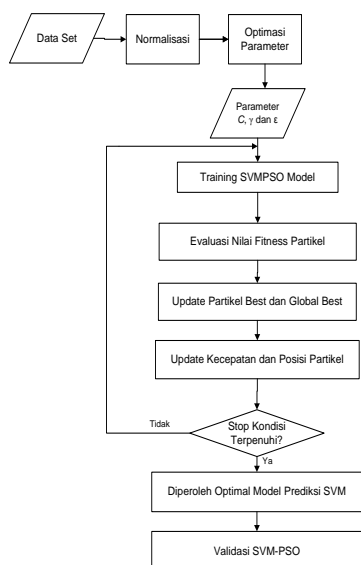 Data Set
Normalisasi
Optimasi
Parameter
Parameter
C, γ dan ε
Training SVMPSO Model
Evaluasi Nilai Fitness Partikel
Update Partikel Best dan Global Best
Update Kecepatan dan Posisi Partikel
Tidak
Stop Kondisi
Terpenuhi?
Ya
Diperoleh Optimal Model Prediksi SVM
Validasi SVM-PSO